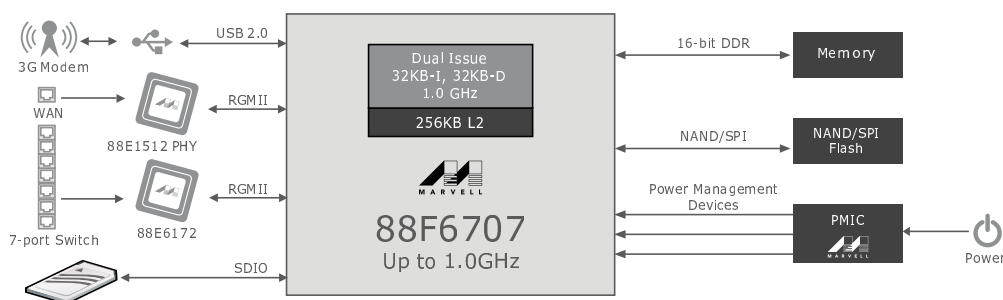 USB 2.0
3G Modem
WAN
RGMII
88E1512 PHY
RGMII
88E6172
7-port Switch
SDIO
Dual Issue
32KB-I, 32KB-D
1.0 GHz
256KB L2
MARVELL
88F6707
Up to 1.0GHz
16-bit DDR
Memory
NAND/SPI
NAND/SPI
Flash
Power Management
Devices
PMIC
MARVELL
Power